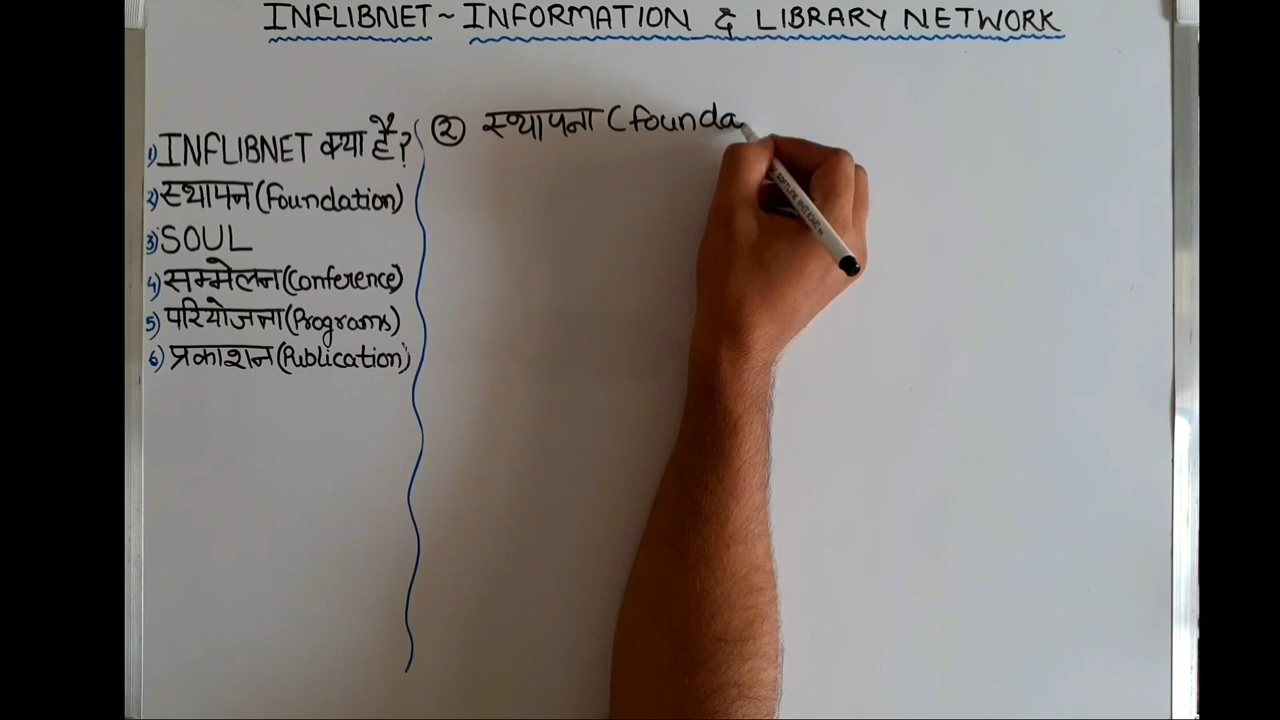 INFLIBNET ~ INFORMATION & LIBRARY NETWORK
1) INFLIBNET क्या है?
2) स्थापन (Foundation)
3) SOUL
4) सम्मेलन (Conference)
5) परियोजना (Programs)
6) प्रकाशन (Publication)
② स्थापना (founda